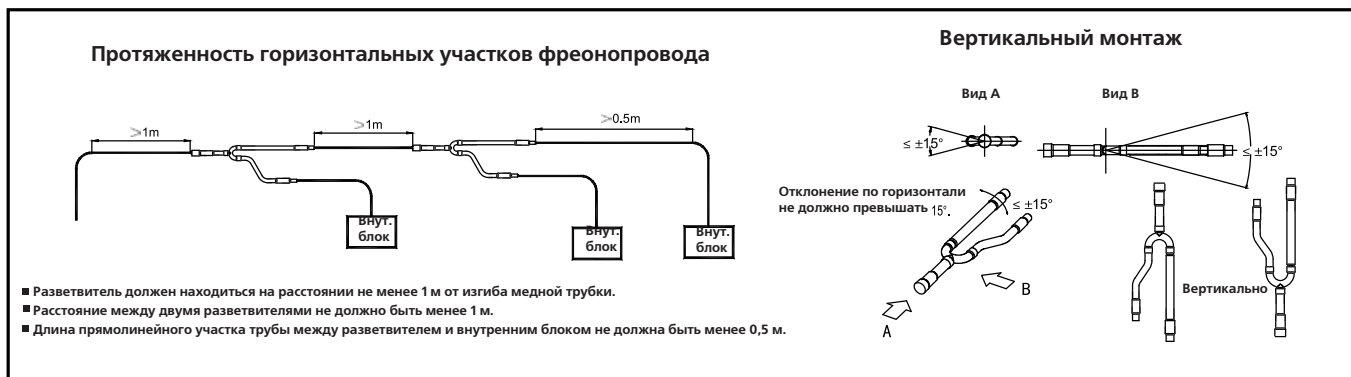 Протяженность горизонтальных участков фреонопровода
>1m
>1m
>0.5m
Внут.
блок
Внут.
блок
Внут.
блок
■ Разветвитель должен находиться на расстоянии не менее 1 м от изгиба медной трубки.
■ Расстояние между двумя разветвителями не должно быть менее 1 м.
■ Длина прямолинейного участка трубы между разветвителем и внутренним блоком не должна быть менее 0,5 м.
Вертикальный монтаж
Вид А
Вид В
≤ ±15°
≤ ±15°
Отклонение по горизонтали
не должно превышать 15°.
≤ ±15°
A
B
Вертикально